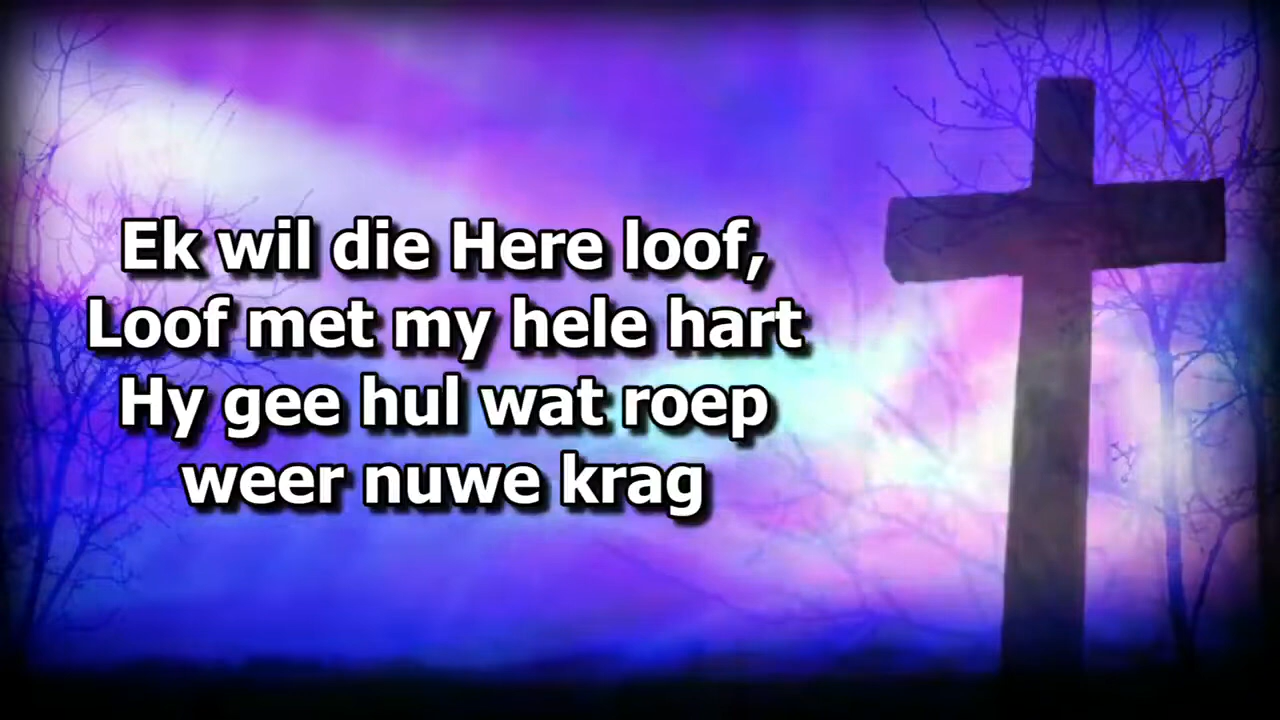 Ek wil die Here loof,
Loof met my hele hart
Hy gee hul wat roep
weer nuwe krag